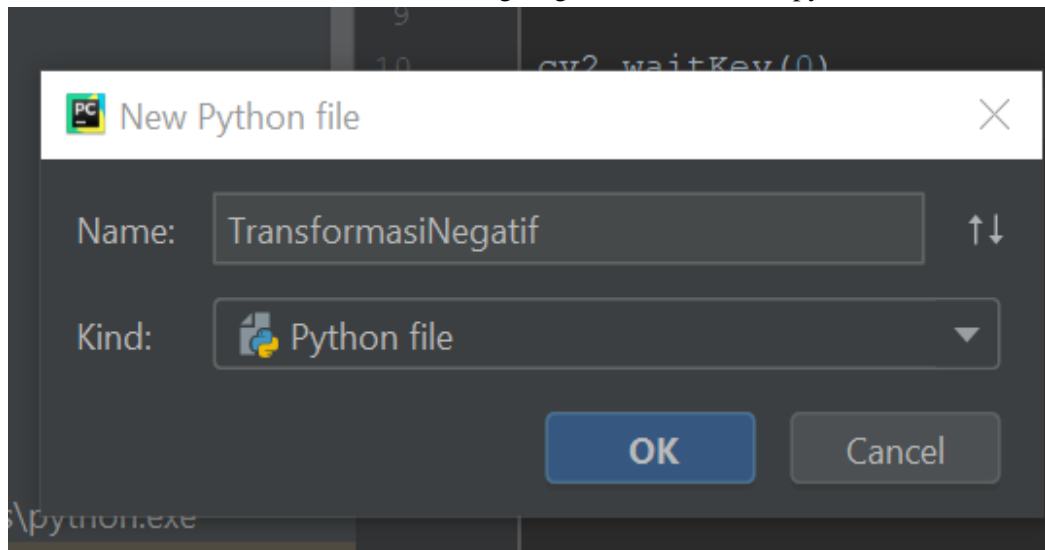 9
10 cv2.waitKey(0)
PC New Python file
Name: TransformasiNegatif
Kind: Python file
OK Cancel
s\python.exe